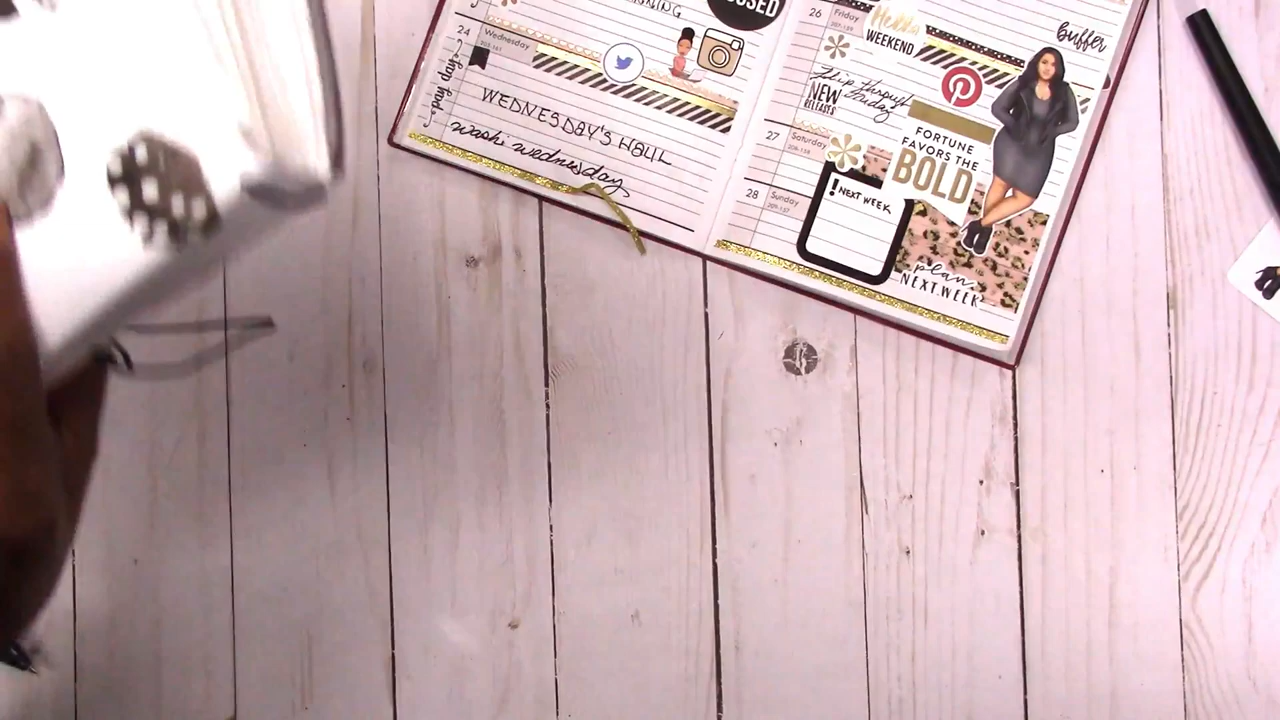 24
Wednesday
shop day
WEDNESDAY'S HAUL
washi wednesday
26
Friday
Hello
WEEKEND
buffer
flip through
friday
NEW
RELEASES
27
Saturday
FORTUNE
FAVORS THE
BOLD
28
Sunday
! NEXT WEEK
plan
NEXT WEEK